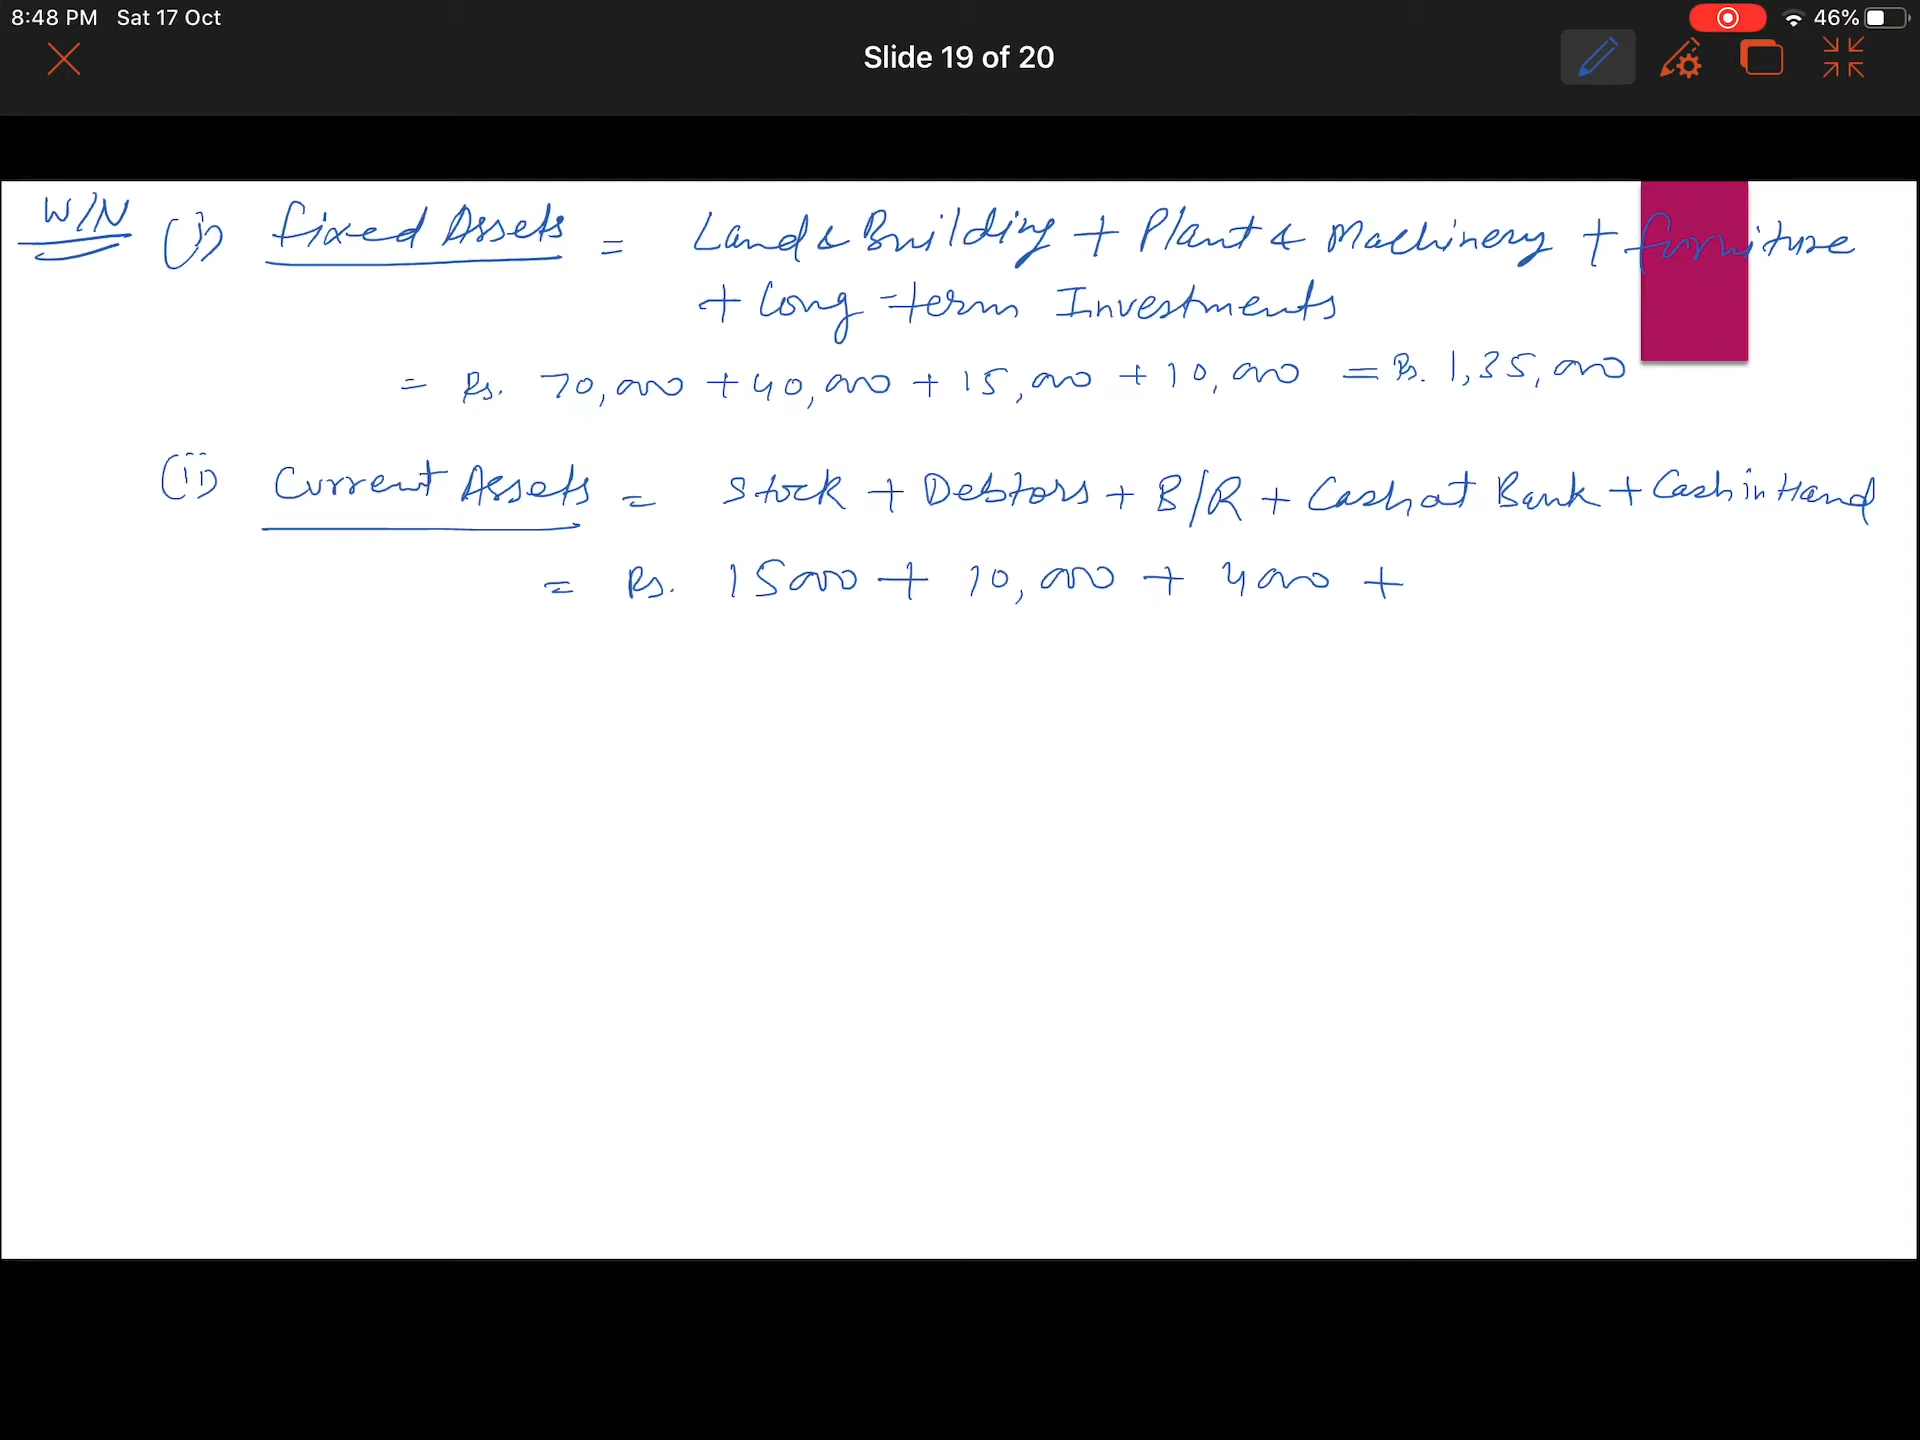 8:48 PM Sat 17 Oct
46%
Slide 19 of 20
W/N (i) Fixed Assets = Land & Building + Plant & Machinery + furniture
+ Long-term Investments
= Rs. 70,000 + 40,000 + 15,000 + 10,000 = Rs. 1,35,000
(ii) Current Assets = Stock + Debtors + B/R + Cash at Bank + Cash in Hand
= Rs. 15000 + 10,000 + 4000 +